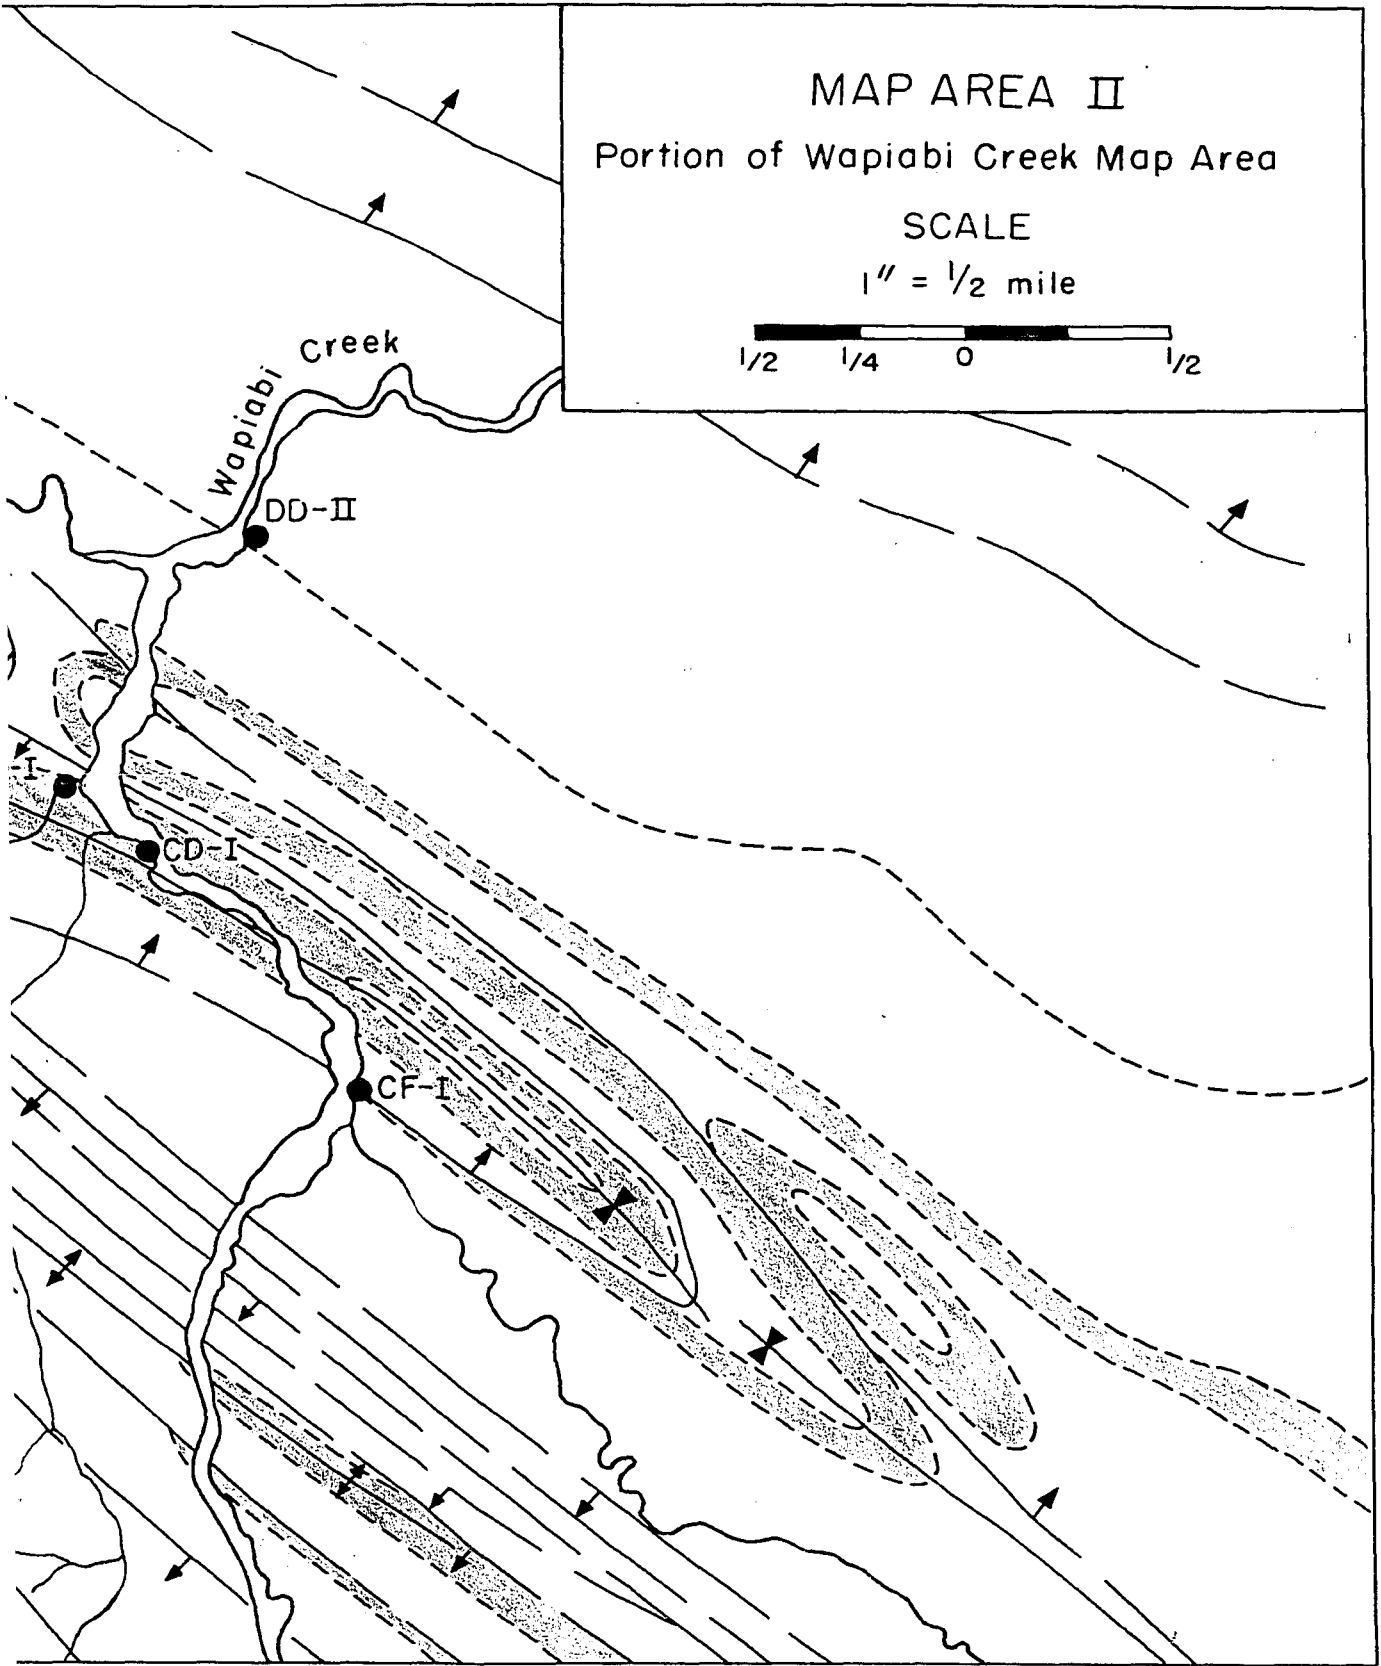 MAP AREA II
Portion of Wapiabi Creek Map Area
SCALE
1" = 1/2 mile
1/2 1/4 0 1/2
Wapiabi Creek
DD-II
-I
CD-I
CF-I